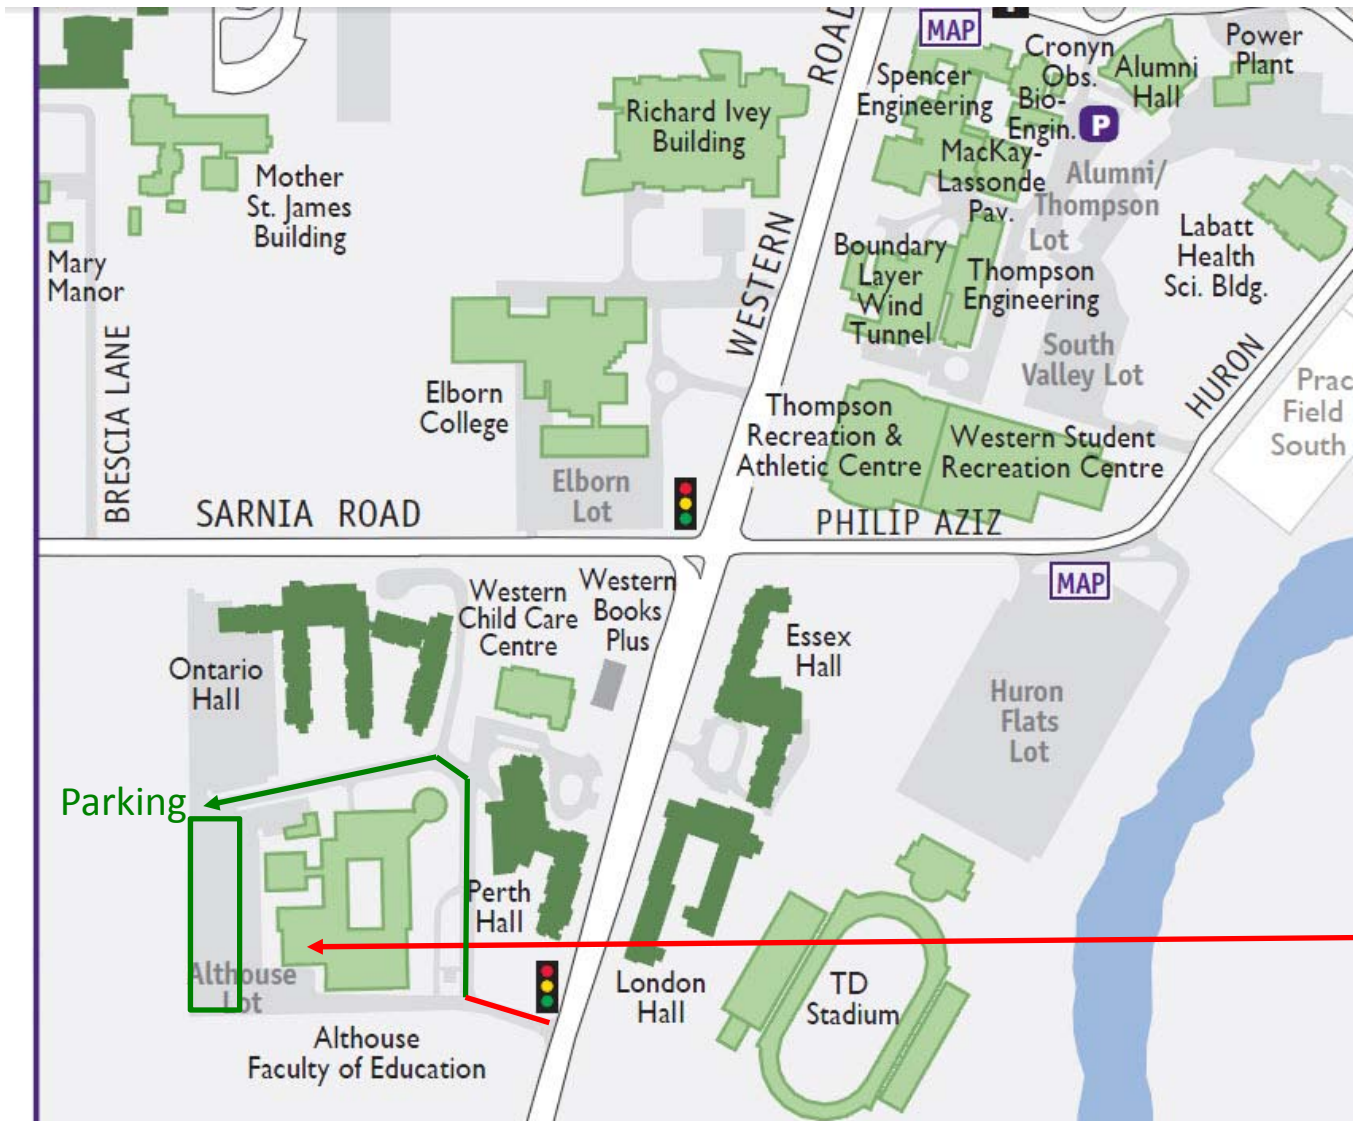 ROAD
MAP
Spencer
Engineering
Cronyn
Obs.
Bio-
Engin.
Alumni
Hall
Power
Plant
P
Richard Ivey
Building
MacKay-
Lassonde
Pav.
Alumni/
Thompson
Lot
Mother
St. James
Building
Mary
Manor
WESTERN
Boundary
Layer
Wind
Tunnel
Thompson
Engineering
Labatt
Health
Sci. Bldg.
BRESCIA LANE
South
Valley Lot
HURON
Prac
Field
South
Elborn
College
Thompson
Recreation &
Athletic Centre
Western Student
Recreation Centre
Elborn
Lot
SARNIA ROAD
PHILIP AZIZ
MAP
Western
Child Care
Centre
Western
Books
Plus
Ontario
Hall
Essex
Hall
Huron
Flats
Lot
Parking
Perth
Hall
Althouse
Lot
London
Hall
TD
Stadium
Althouse
Faculty of Education